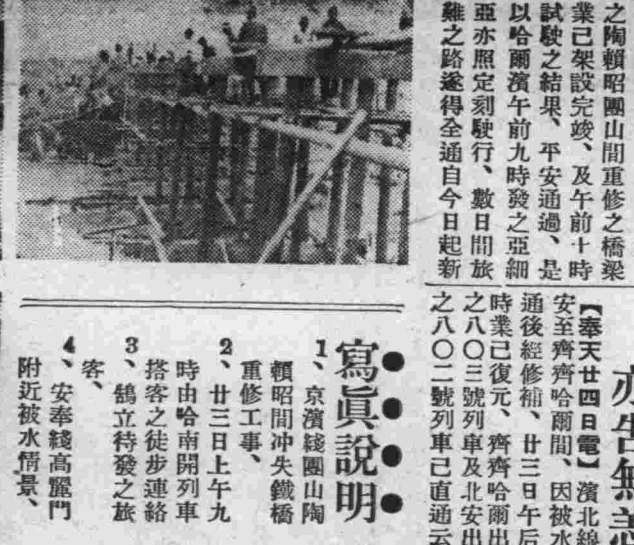 之陶賴昭團山間重修之橋梁
業已架設完竣、及午前十時
試駛之結果、平安通過、是
以哈爾濱午前九時發之亞細
亞亦照定刻駛行、數日間旅
難之路遂得全通自今日起新
亦告無恙
【奉天廿四日電】濱北線
安至齊齊哈爾間、因被水
通後經修補、廿三日午后
時業已復元、齊齊哈爾出
之八〇三號列車及北安出
之八〇二號列車已直通云
寫眞說明
1、京濱綫團山陶
賴昭間冲失鐵橋
重修工事、
2、廿三日上午九
時由哈南開列車
搭客之徒步連絡
3、鵠立待發之旅
客、
4、安奉綫高麗門
附近被水情景、